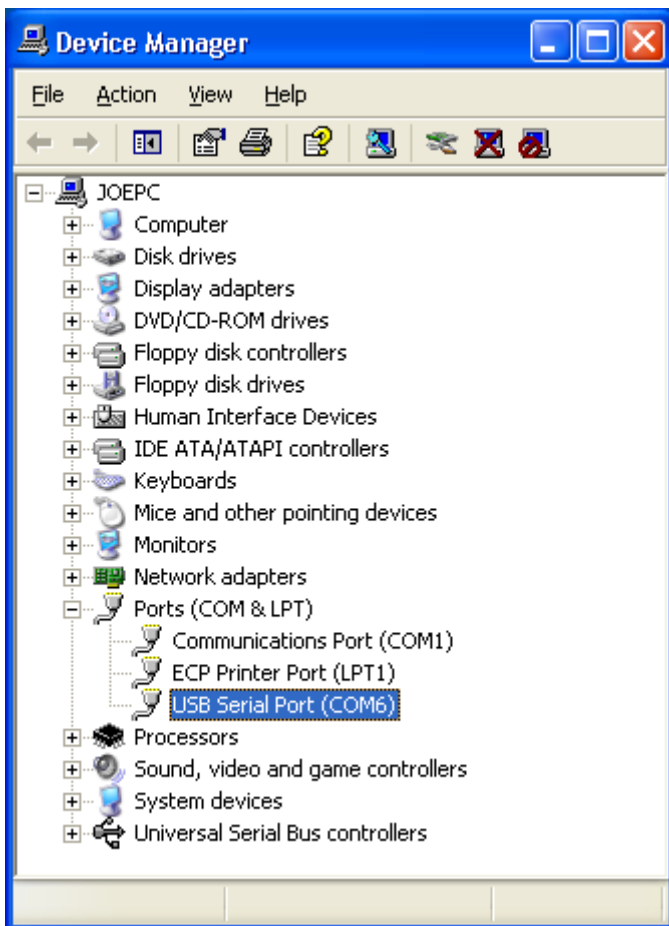 Device Manager
File Action View Help
JOEPC
Computer
Disk drives
Display adapters
DVD/CD-ROM drives
Floppy disk controllers
Floppy disk drives
Human Interface Devices
IDE ATA/ATAPI controllers
Keyboards
Mice and other pointing devices
Monitors
Network adapters
Ports (COM & LPT)
Communications Port (COM1)
ECP Printer Port (LPT1)
USB Serial Port (COM6)
Processors
Sound, video and game controllers
System devices
Universal Serial Bus controllers